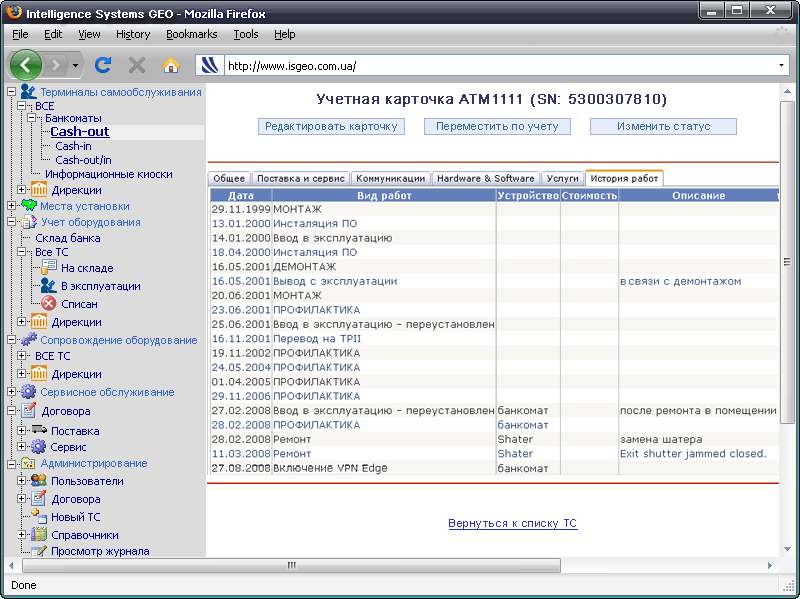 Intelligence Systems GEO - Mozilla Firefox
File Edit View History Bookmarks Tools Help
http://www.isgeo.com.ua/
Терминалы самообслуживания
ВСЕ
Банкоматы
Cash-out
Cash-in
Cash-out/in
Информационные киоски
Дирекции
Места установки
Учет оборудования
Склад банка
Все ТС
На складе
В эксплуатации
Списан
Дирекции
Сопровождение оборудование
ВСЕ ТС
Дирекции
Сервисное обслуживание
Договора
Поставка
Сервис
Администрирование
Пользователи
Договора
Новый ТС
Справочники
Просмотр журнала
Учетная карточка ATM1111 (SN: 5300307810)
Редактировать карточку Переместить по учету Изменить статус
Общее Поставка и сервис Коммуникации Hardware & Software Услуги История работ
Дата Вид работ Устройство Стоимость Описание
29.11.1999 МОНТАЖ
13.01.2000 Инсталяция ПО
14.01.2000 Ввод в эксплуатацию
18.04.2000 Инсталяция ПО
16.05.2001 ДЕМОНТАЖ
16.05.2001 Вывод с эксплуатации в связи с демонтажом
20.06.2001 МОНТАЖ
23.06.2001 ПРОФИЛАКТИКА
25.06.2001 Ввод в эксплуатацию - переустановлен
16.11.2001 Перевод на ТРІІ
19.11.2002 ПРОФИЛАКТИКА
24.05.2004 ПРОФИЛАКТИКА
01.04.2005 ПРОФИЛАКТИКА
29.11.2006 ПРОФИЛАКТИКА
27.02.2008 Ввод в эксплуатацию - переустановлен банкомат после ремонта в помещении
28.02.2008 ПРОФИЛАКТИКА банкомат
28.02.2008 Ремонт Shater замена шатера
11.03.2008 Ремонт Shater Exit shutter jammed closed.
27.08.2008 Включение VPN Edge банкомат
Вернуться к списку ТС
Done